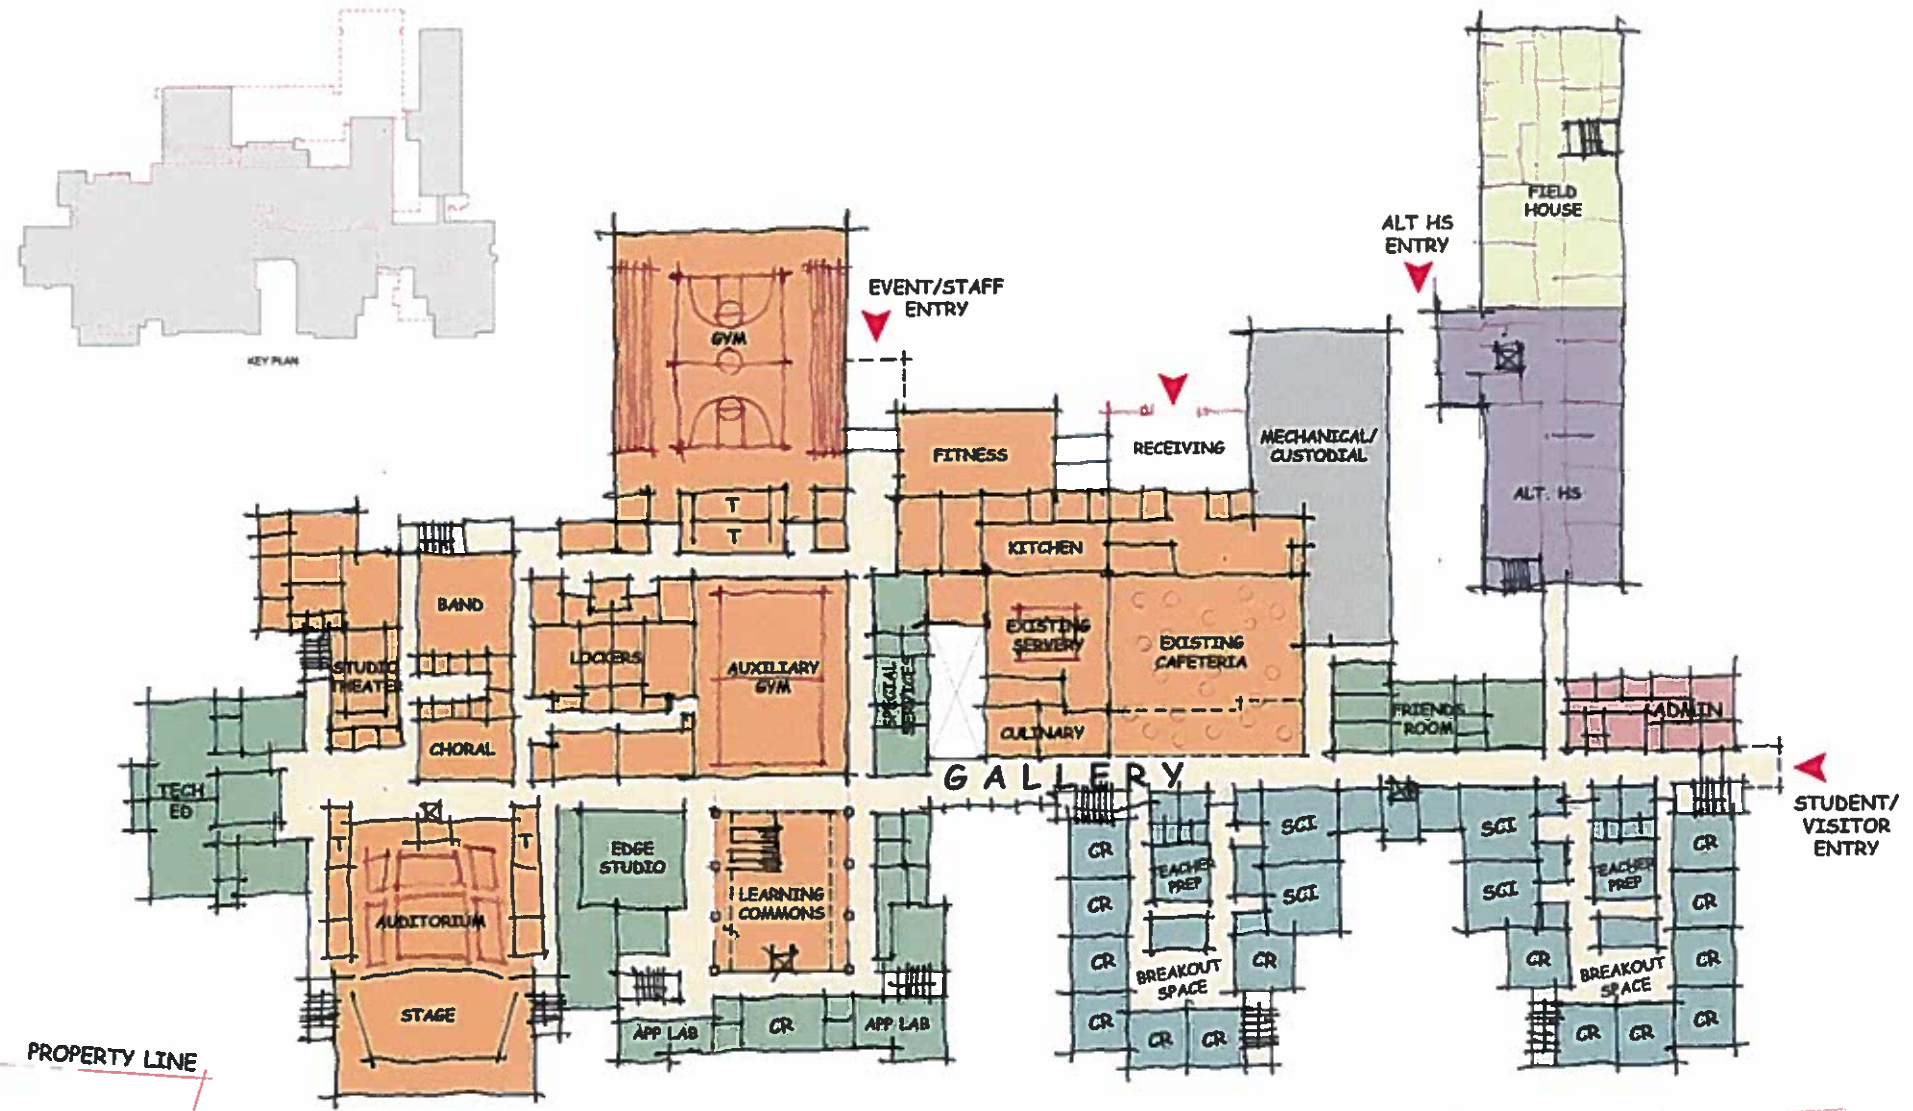 KEY PLAN
FIELD
HOUSE
ALT HS
ENTRY
EVENT/STAFF
ENTRY
GYM
FITNESS
RECEIVING
MECHANICAL/
CUSTODIAL
ALT. HS
T
T
KITCHEN
BAND
EXISTING
SERVERY
EXISTING
CAFETERIA
LOCKERS
STUDIO
THEATER
AUXILIARY
GYM
SPECIAL
SERVICES
FRIENDS
ROOM
ADMIN
CHORAL
CULINARY
GALLERY
TECH
ED
STUDENT/
VISITOR
ENTRY
T
T
EDGE
STUDIO
LEARNING
COMMONS
AUDITORIUM
STAGE
APP LAB
CR
APP LAB
CR
CR
CR
CR
TEACHER
PREP
SCI
SCI
CR
BREAKOUT
SPACE
CR
CR
SCI
SCI
CR
TEACHER
PREP
BREAKOUT
SPACE
CR
CR
CR
CR
CR
CR
PROPERTY LINE